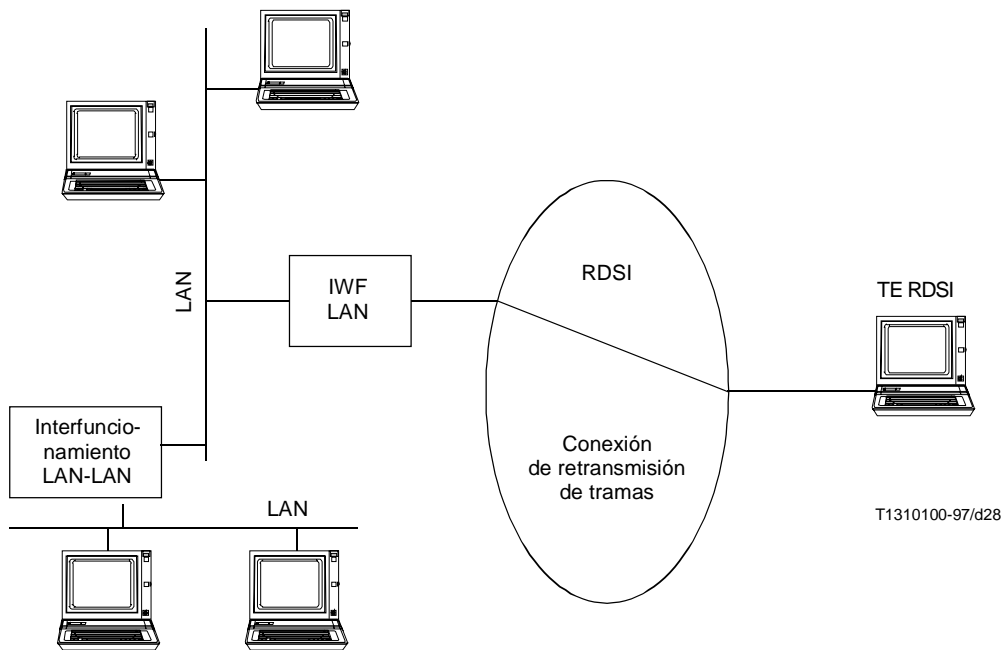 LAN
IWF
LAN
RDSI
TE RDSI
Interfuncio-
namiento
LAN-LAN
Conexión
de retransmisión
de tramas
LAN
T1310100-97/d28